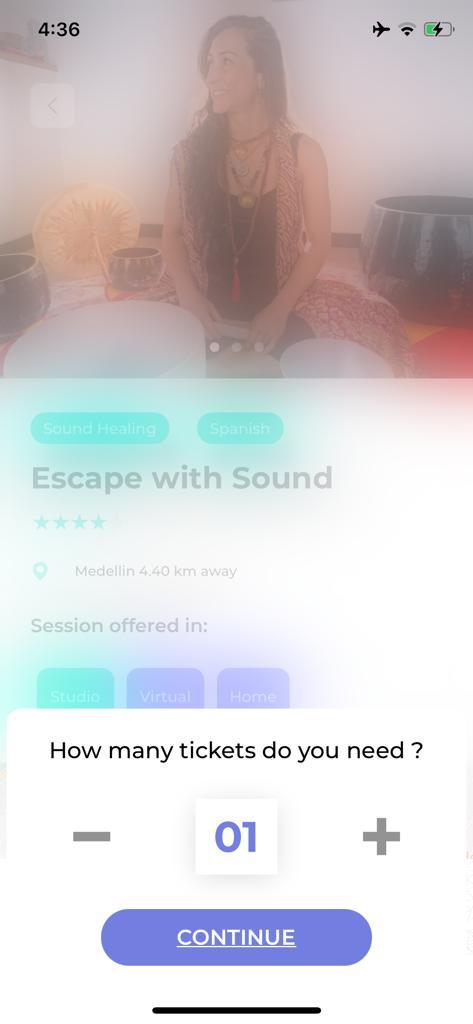 4:36
Sound Healing Spanish
Escape with Sound
Medellin 4.40 km away
Session offered in:
Studio Virtual Home
How many tickets do you need ?
01
CONTINUE